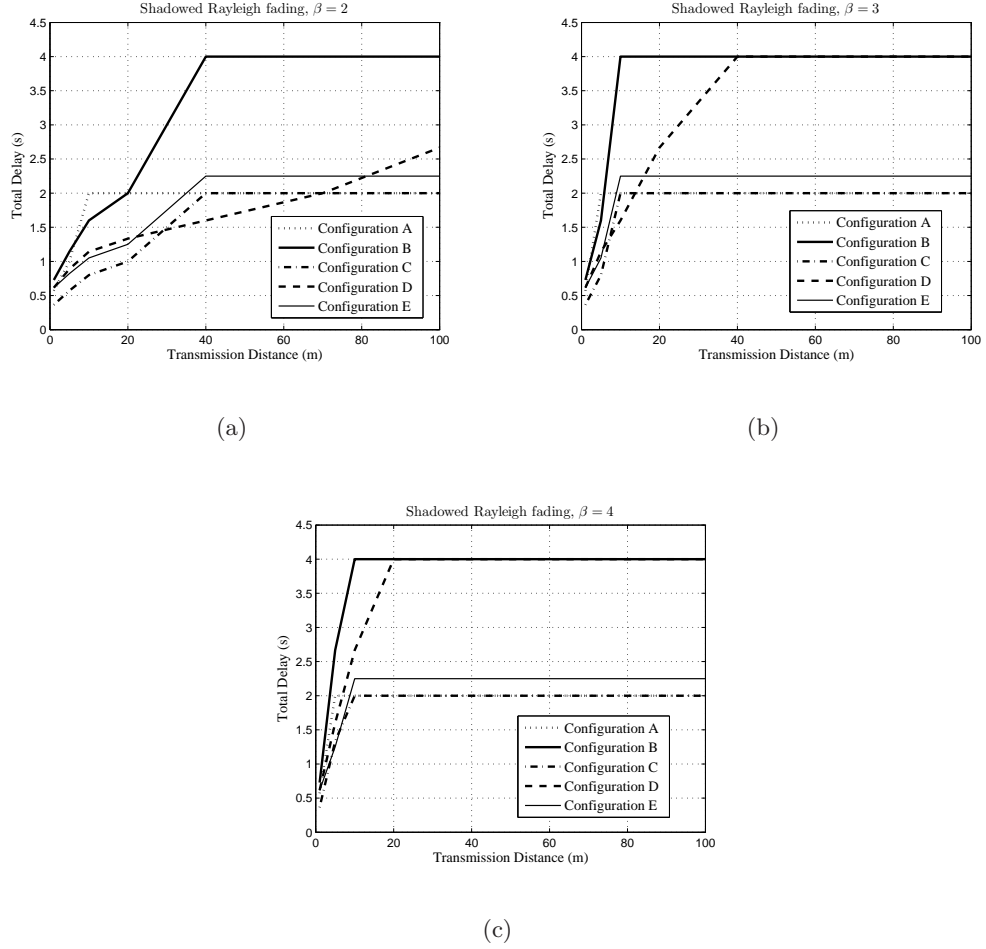 Shadowed Rayleigh fading, β = 2
4.5
4
3.5
3
2.5
2
1.5
1
0.5
0
Total Delay (s)
0 20 40 60 80 100
Transmission Distance (m)
Configuration A
Configuration B
Configuration C
Configuration D
Configuration E
(a)
Shadowed Rayleigh fading, β = 3
4.5
4
3.5
3
2.5
2
1.5
1
0.5
0
Total Delay (s)
0 20 40 60 80 100
Transmission Distance (m)
Configuration A
Configuration B
Configuration C
Configuration D
Configuration E
(b)
Shadowed Rayleigh fading, β = 4
4.5
4
3.5
3
2.5
2
1.5
1
0.5
0
Total Delay (s)
0 20 40 60 80 100
Transmission Distance (m)
Configuration A
Configuration B
Configuration C
Configuration D
Configuration E
(c)